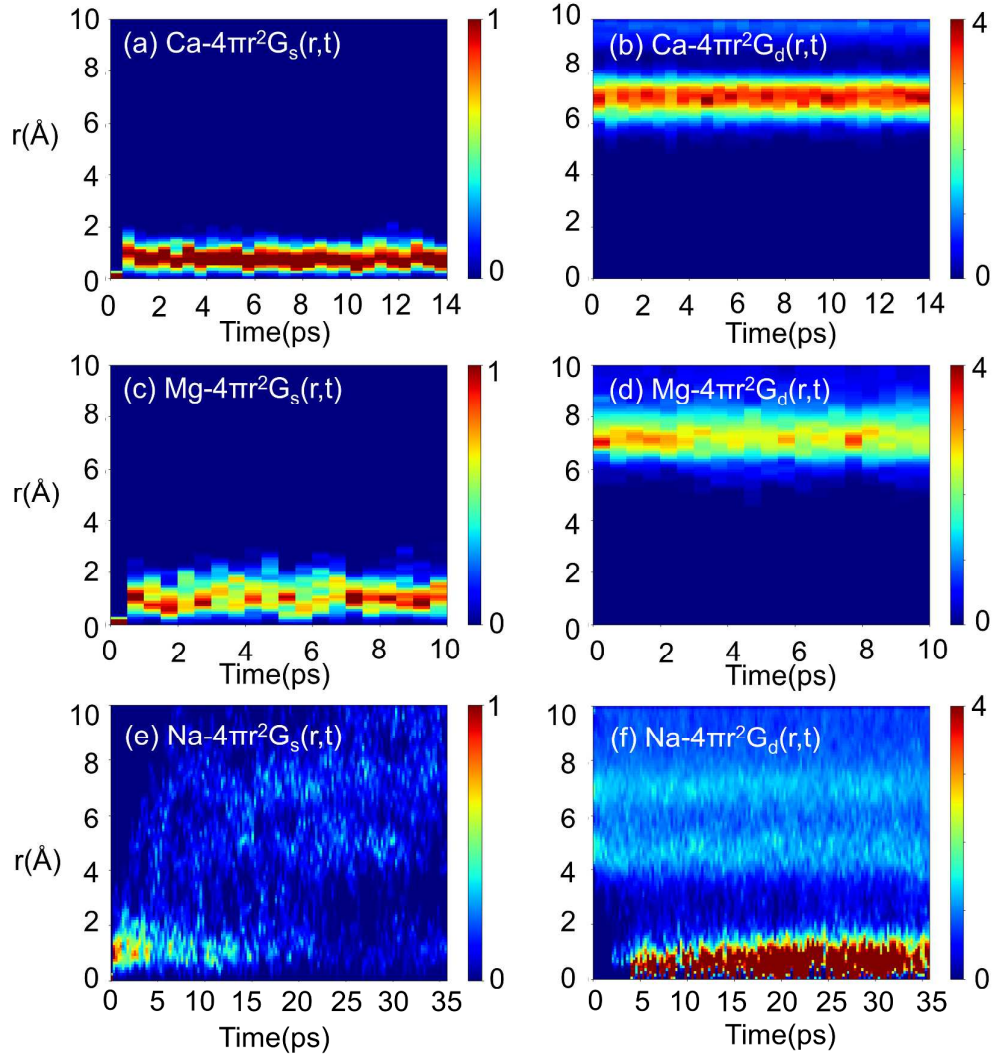 (a) Ca-4πr²Gₛ(r,t)
10
8
6
4
2
0
r(Å)
0 2 4 6 8 10 12 14
Time(ps)
1
0
(b) Ca-4πr²G_d(r,t)
10
8
6
4
2
0
0 2 4 6 8 10 12 14
Time(ps)
4
0
(c) Mg-4πr²Gₛ(r,t)
10
8
6
4
2
0
r(Å)
0 2 4 6 8 10
Time(ps)
1
0
(d) Mg-4πr²G_d(r,t)
10
8
6
4
2
0
0 2 4 6 8 10
Time(ps)
4
0
(e) Na-4πr²Gₛ(r,t)
10
8
6
4
2
0
r(Å)
0 5 10 15 20 25 30 35
Time(ps)
1
0
(f) Na-4πr²G_d(r,t)
10
8
6
4
2
0
0 5 10 15 20 25 30 35
Time(ps)
4
0